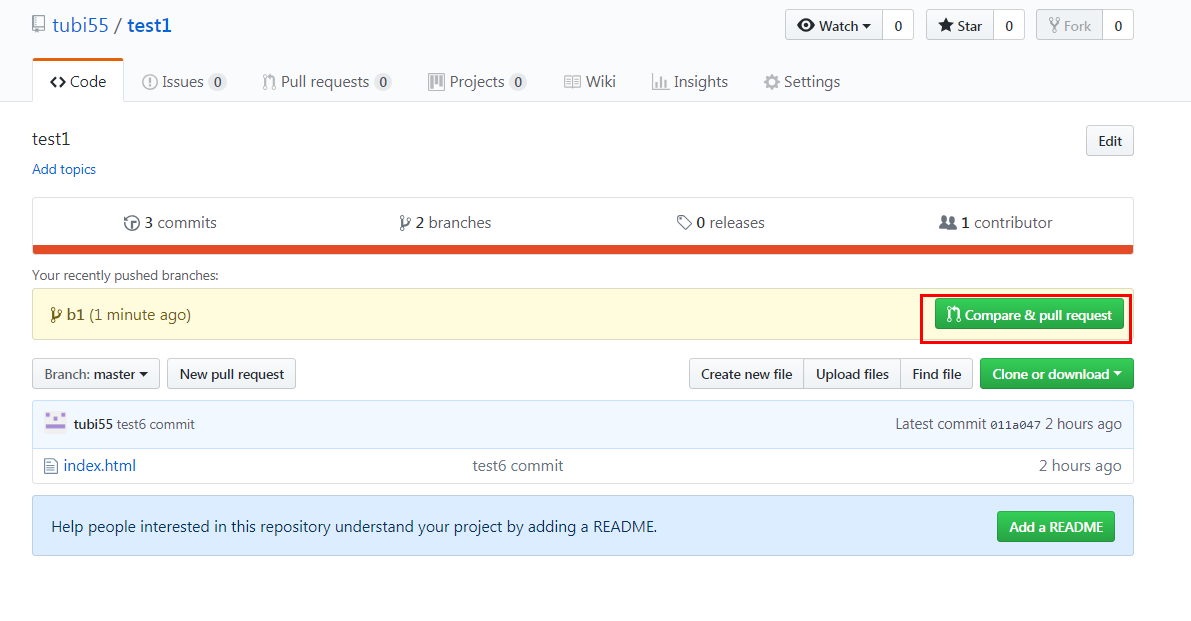 tubi55 / test1
Watch 0 Star 0 Fork 0
Code Issues 0 Pull requests 0 Projects 0 Wiki Insights Settings
test1
Edit
Add topics
3 commits 2 branches 0 releases 1 contributor
Your recently pushed branches:
b1 (1 minute ago) Compare & pull request
Branch: master New pull request Create new file Upload files Find file Clone or download
tubi55 test6 commit Latest commit 011a047 2 hours ago
index.html test6 commit 2 hours ago
Help people interested in this repository understand your project by adding a README. Add a README